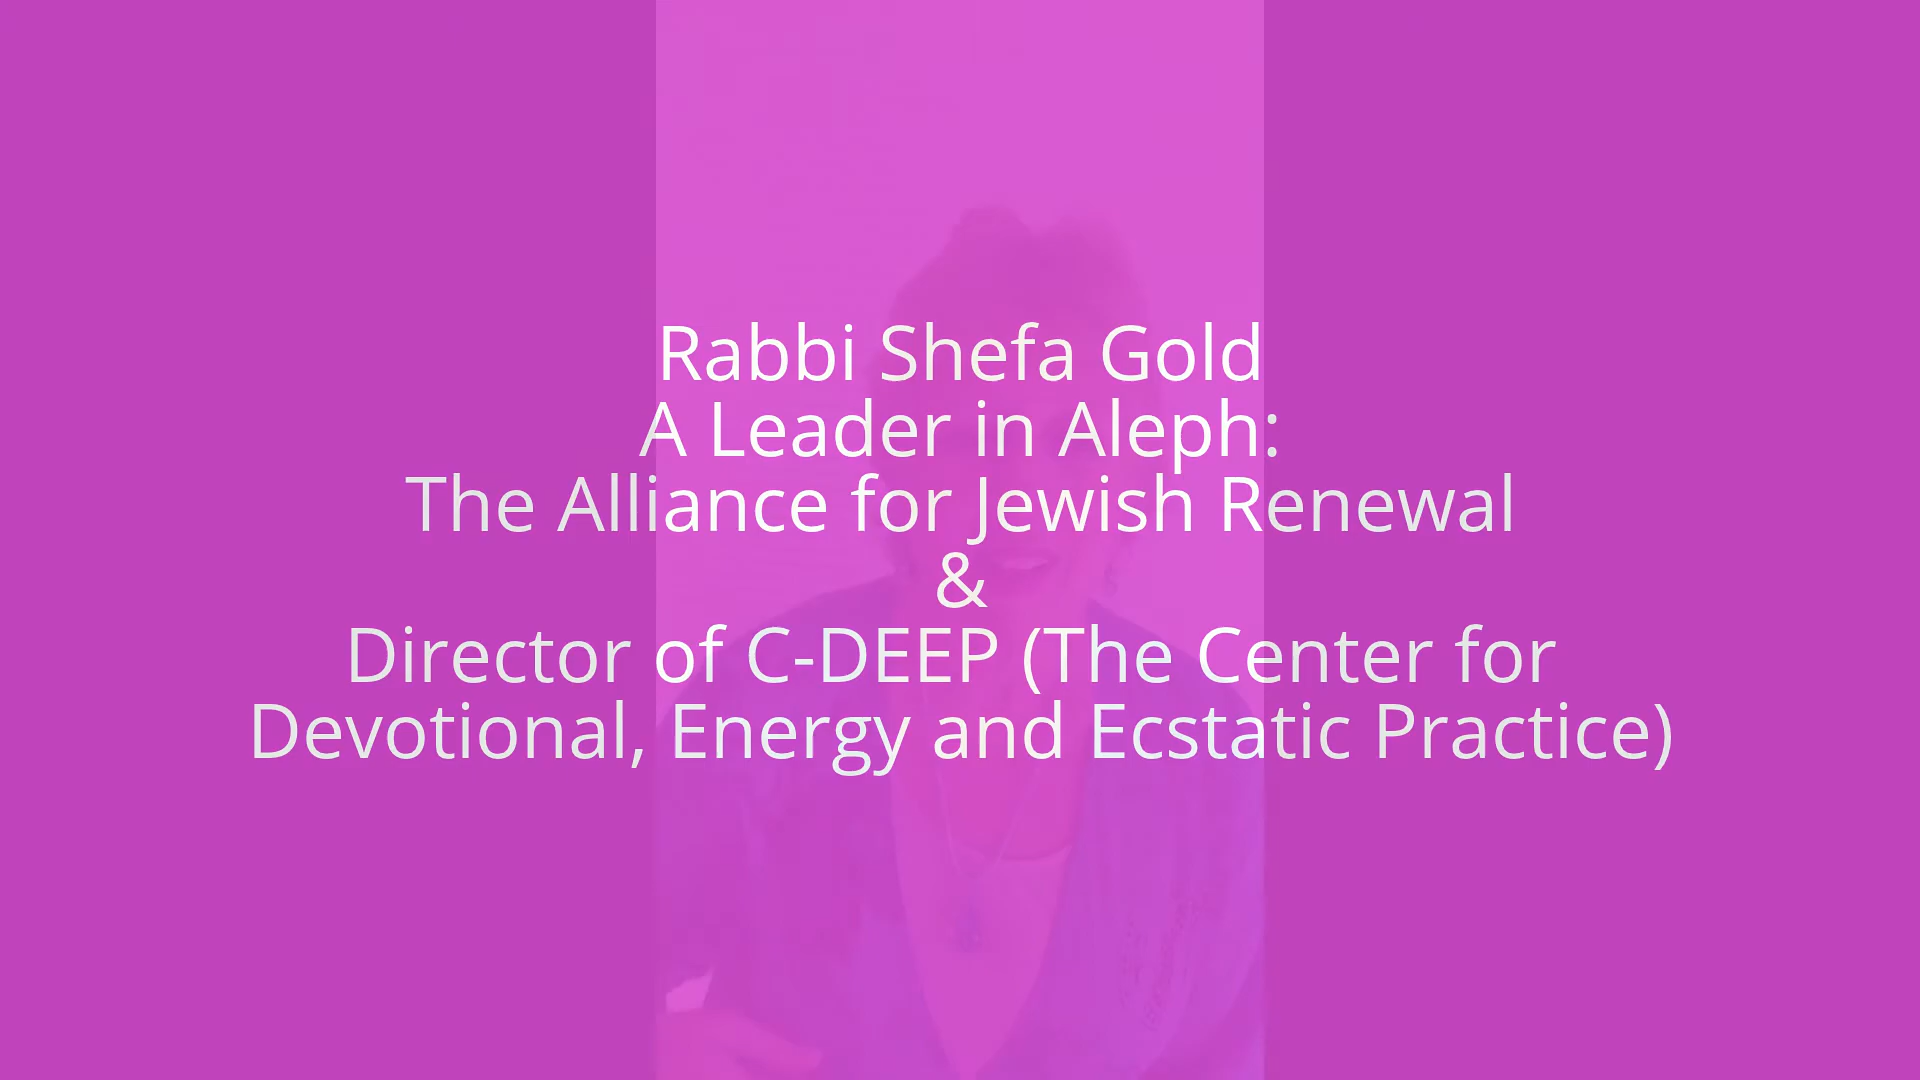 Rabbi Shefa Gold
A Leader in Aleph:
The Alliance for Jewish Renewal
&
Director of C-DEEP (The Center for
Devotional, Energy and Ecstatic Practice)